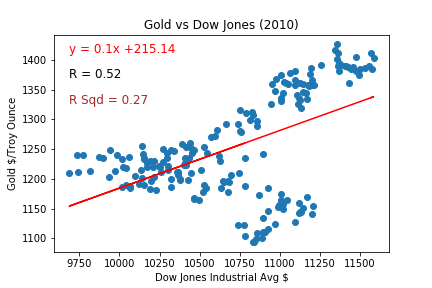 Gold vs Dow Jones (2010)
y = 0.1x +215.14
R = 0.52
R Sqd = 0.27
Gold $/Troy Ounce
1400
1350
1300
1250
1200
1150
1100
9750 10000 10250 10500 10750 11000 11250 11500
Dow Jones Industrial Avg $